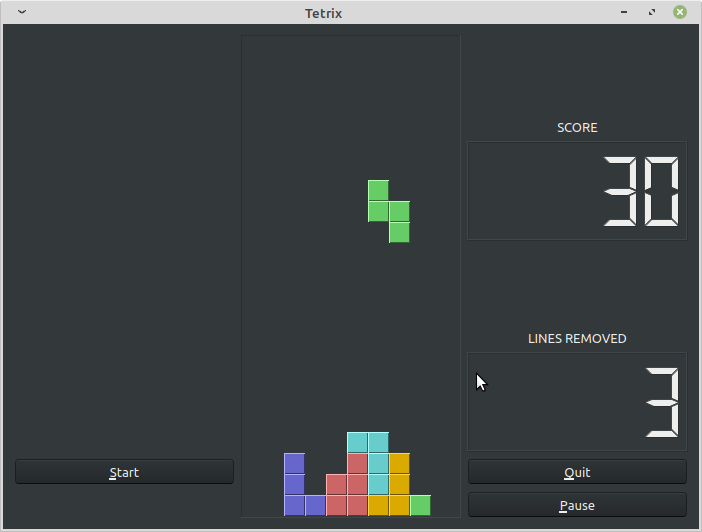 Tetrix
SCORE
30
LINES REMOVED
3
Start
Quit
Pause